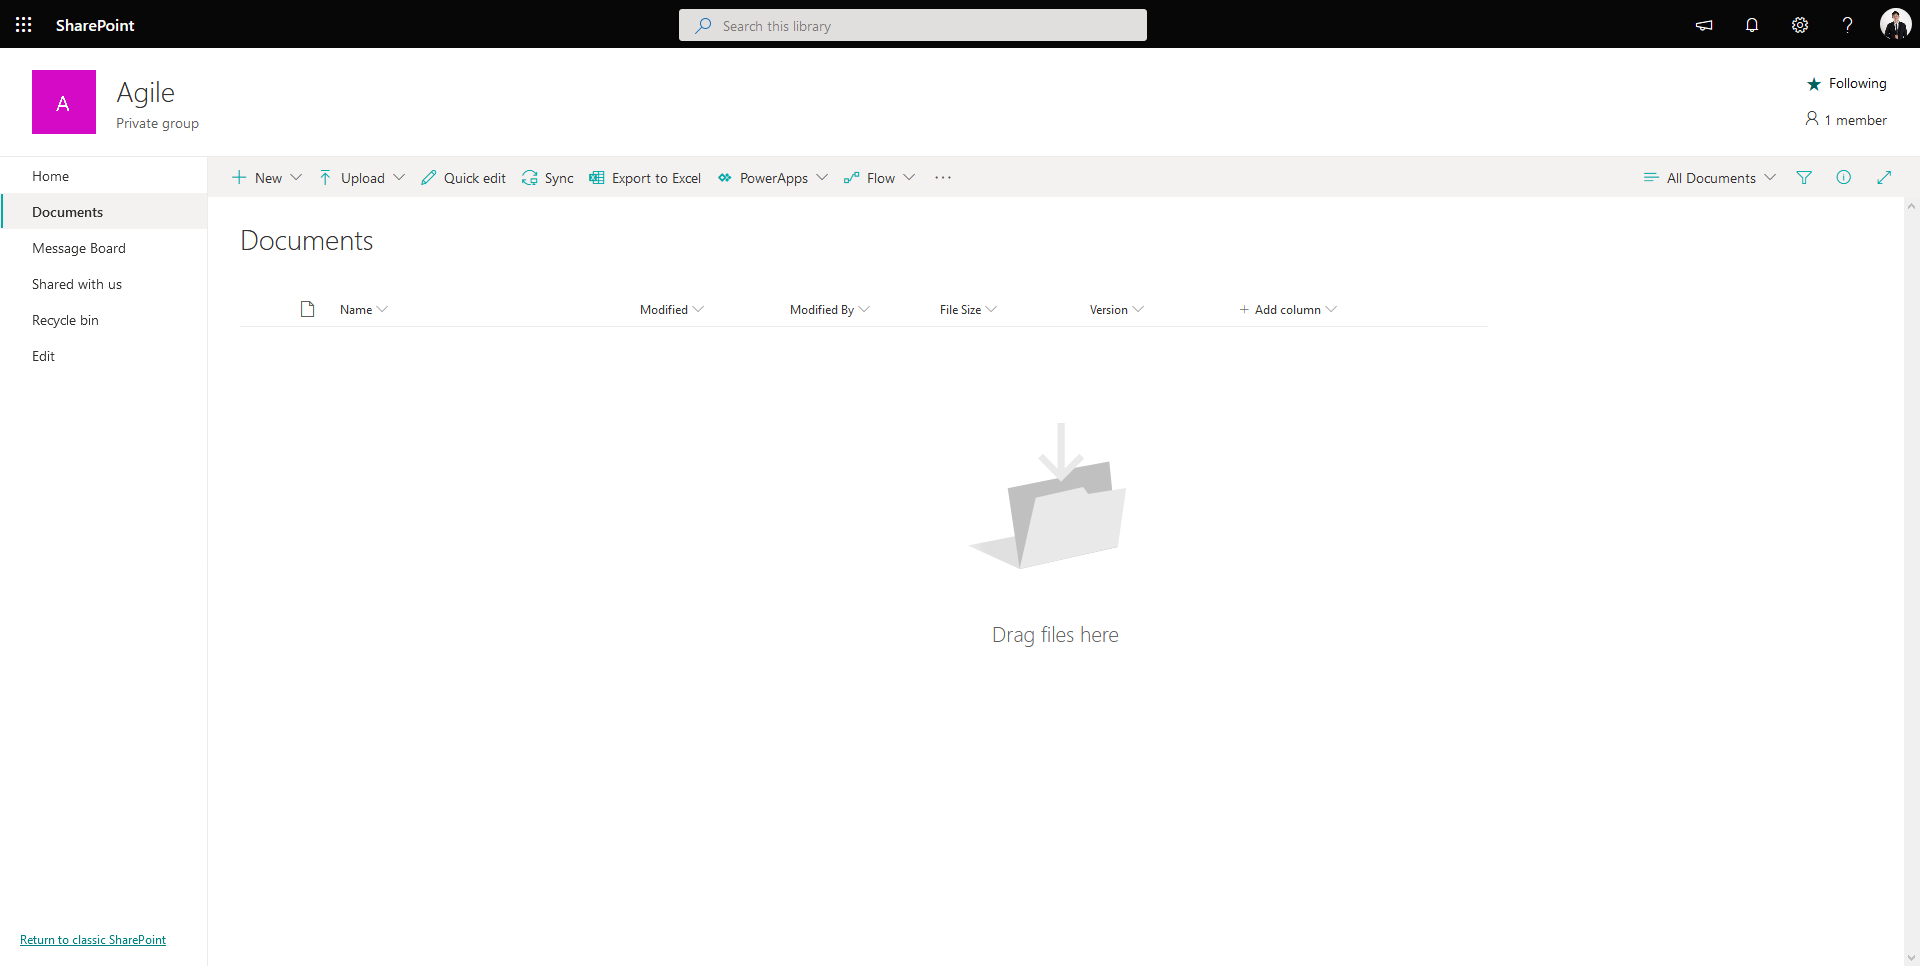 SharePoint
Search this library
A
Agile
Private group
Following
1 member
Home
Documents
Message Board
Shared with us
Recycle bin
Edit
New
Upload
Quick edit
Sync
Export to Excel
PowerApps
Flow
All Documents
Documents
Name
Modified
Modified By
File Size
Version
Add column
Drag files here
Return to classic SharePoint